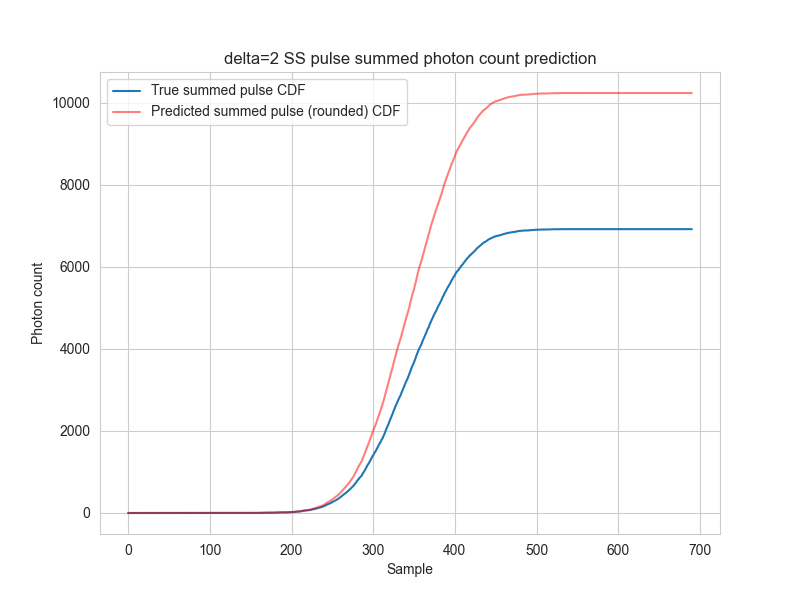 delta=2 SS pulse summed photon count prediction
True summed pulse CDF
Predicted summed pulse (rounded) CDF
Photon count
10000
8000
6000
4000
2000
0
0 100 200 300 400 500 600 700
Sample